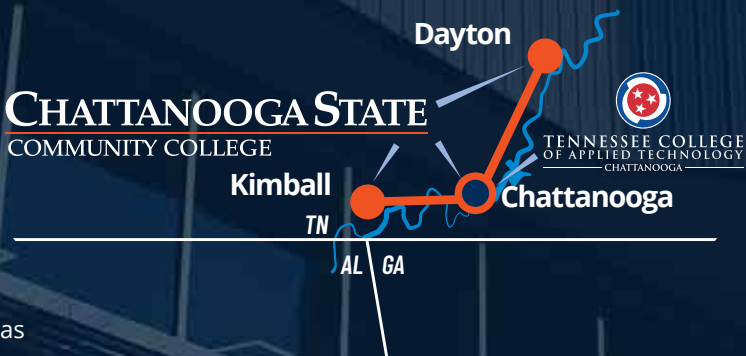 Dayton
CHATTANOOGA STATE
COMMUNITY COLLEGE
TENNESSEE COLLEGE
OF APPLIED TECHNOLOGY
CHATTANOOGA
Kimball
Chattanooga
TN
AL
GA
as